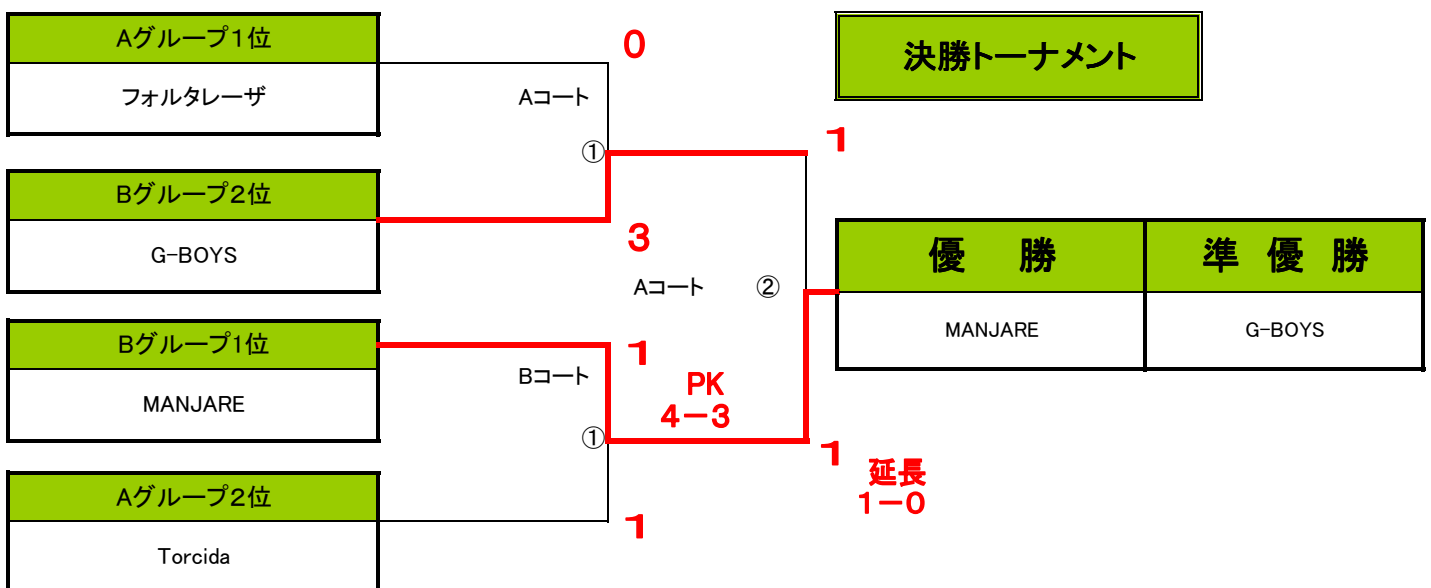 Aグループ1位
フォルタレーザ
Bグループ2位
G-BOYS
Bグループ1位
MANJARE
Aグループ2位
Torcida
0
Aコート
①
3
1
Bコート
PK
4-3
①
1
決勝トーナメント
1
Aコート
②
1
延長
1-0
優 勝
準 優 勝
MANJARE
G-BOYS